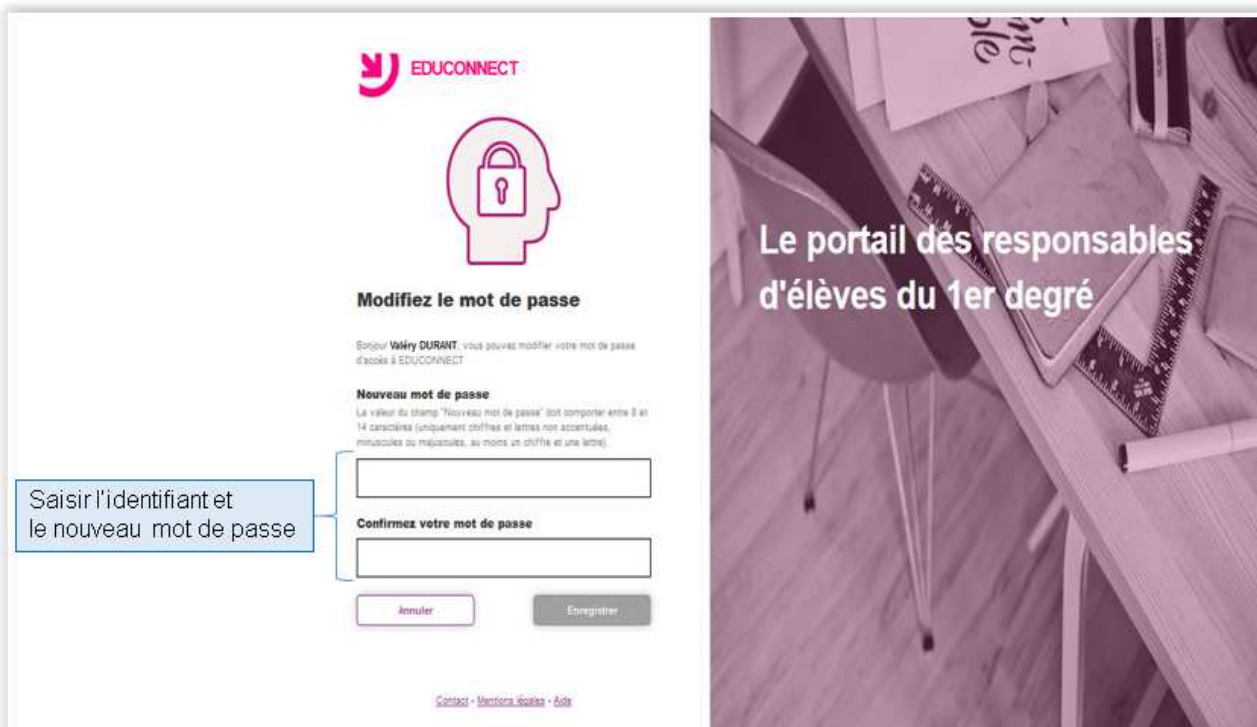 EDUCONNECT
Modifiez le mot de passe
Bonjour Valéry DURANT, vous pouvez modifier votre mot de passe
d'accès à EDUCONNECT
Nouveau mot de passe
La valeur du champ "Nouveau mot de passe" doit comporter entre 8 et
14 caractères (uniquement chiffres et lettres non accentuées,
minuscules ou majuscules, au moins un chiffre et une lettre).
Saisir l'identifiant et
le nouveau mot de passe
Confirmez votre mot de passe
Annuler
Enregistrer
Contact - Mentions légales - Aide
Le portail des responsables
d'élèves du 1er degré